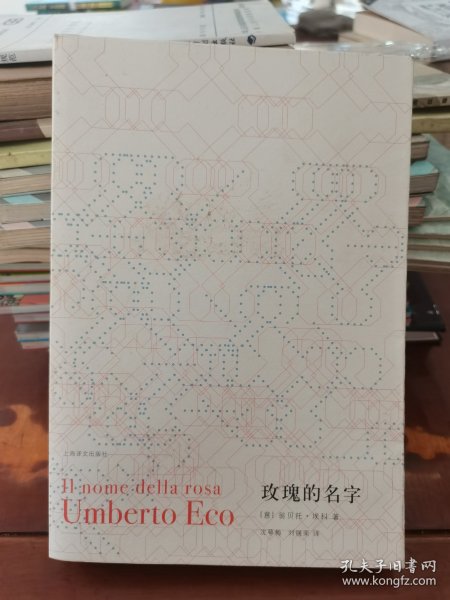 上海译文出版社
Il nome della rosa
Umberto Eco
玫瑰的名字
[意] 翁贝托·埃科 著
沈萼梅 刘锡荣 译
孔夫子旧书网
www.kongfz.com